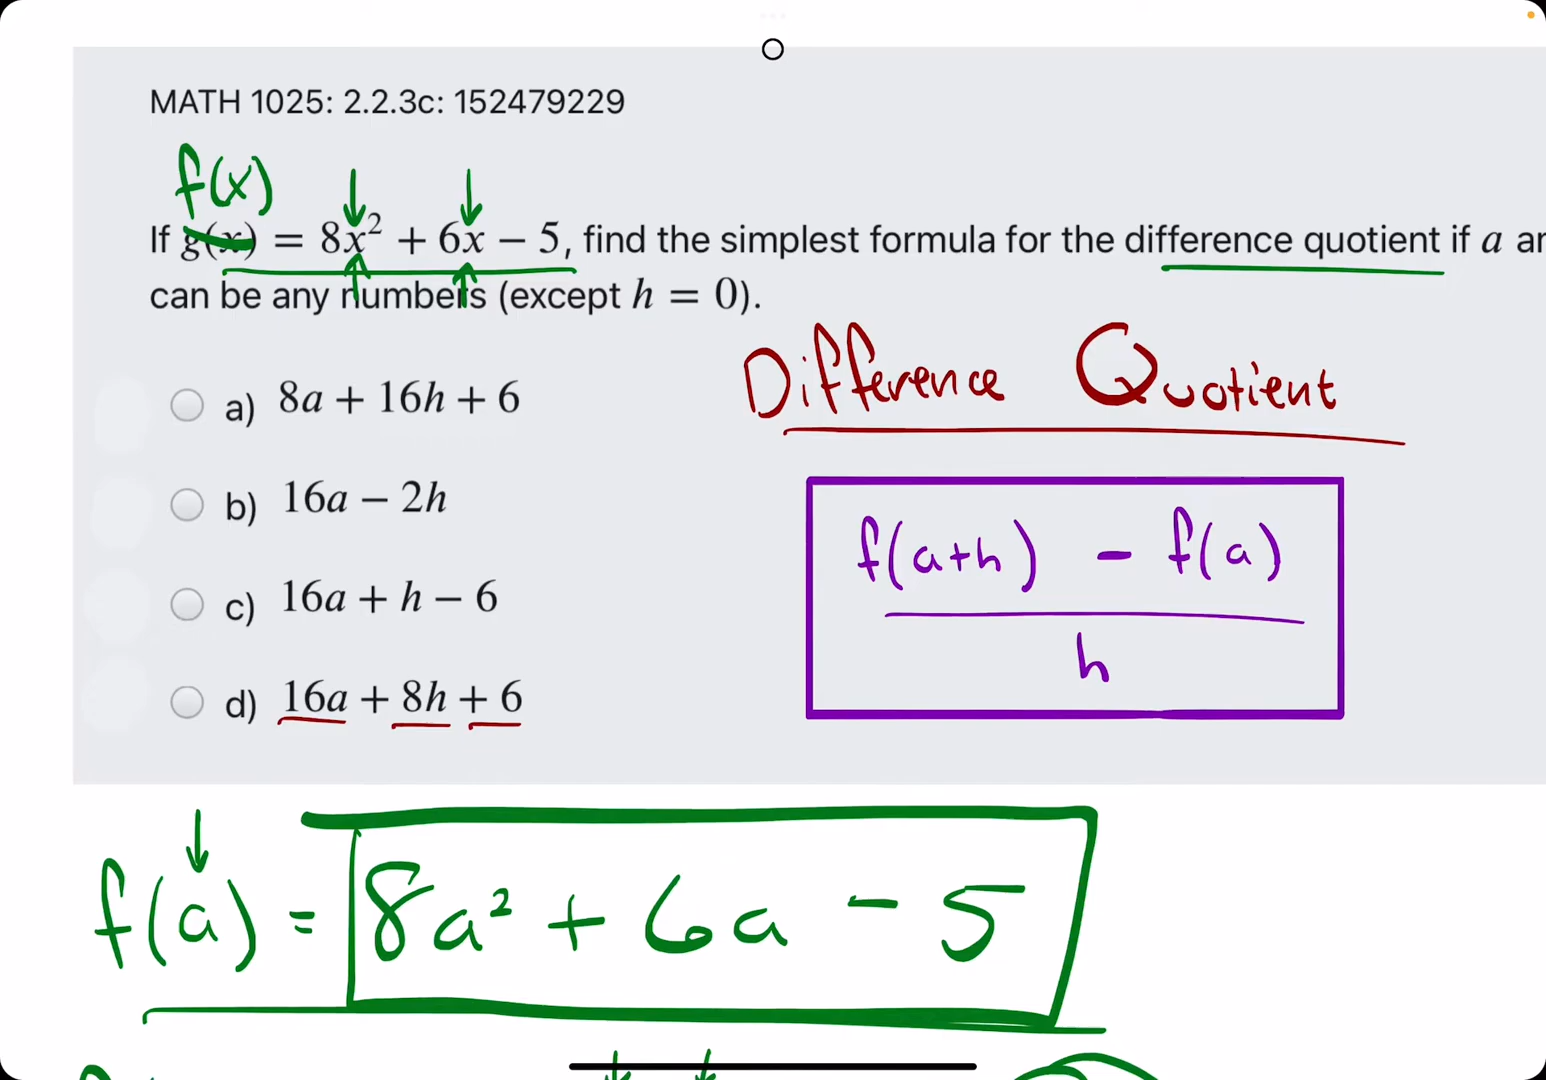 MATH 1025: 2.2.3c: 152479229
f(x)
If g(x) = 8x² + 6x − 5, find the simplest formula for the difference quotient if a
can be any numbers (except h = 0).
Difference Quotient
a) 8a + 16h + 6
b) 16a − 2h
c) 16a + h − 6
d) 16a + 8h + 6
f(a+h) − f(a)
h
f(a) = 8a² + 6a − 5